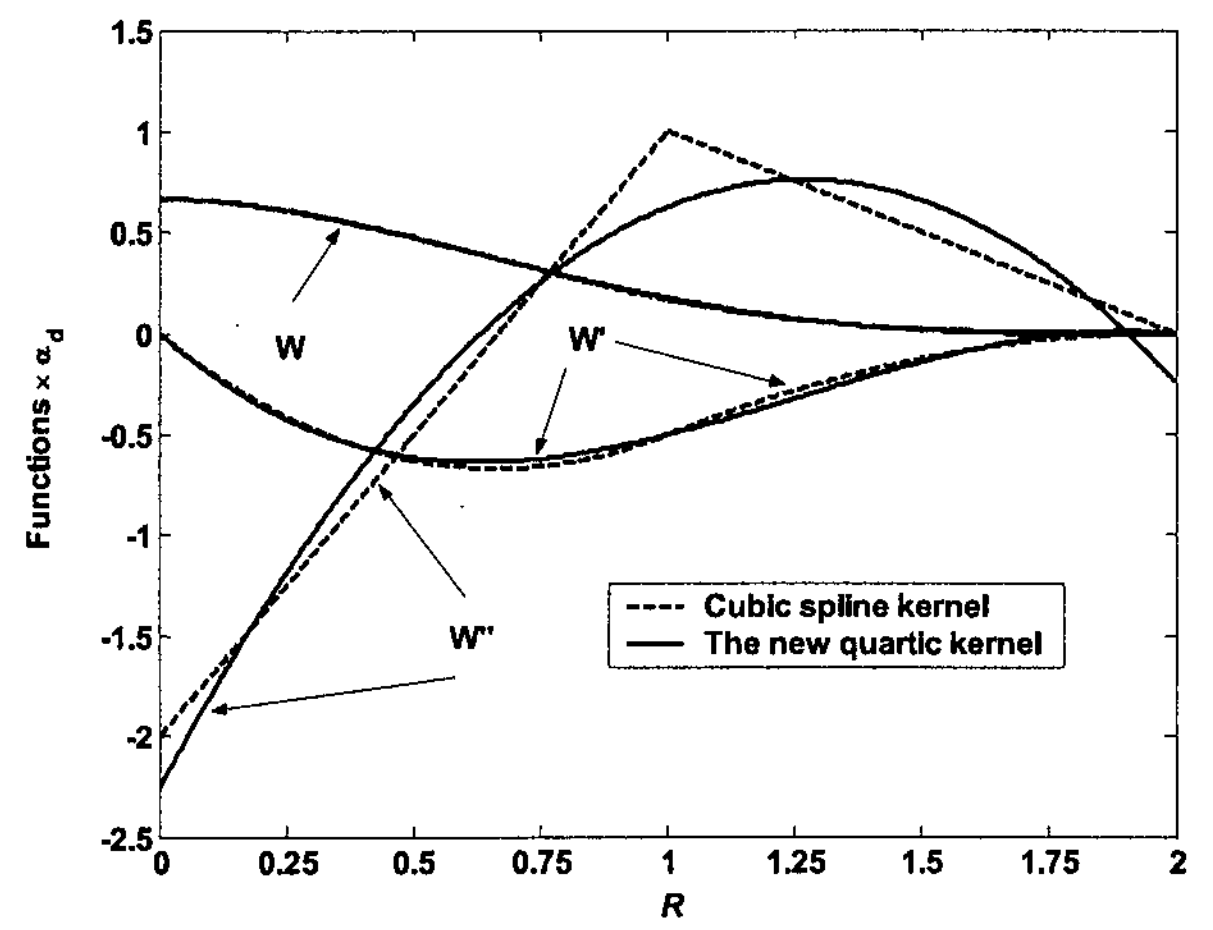 1.5
1
0.5
0
-0.5
-1
-1.5
-2
-2.5
Functions × α d
W
W'
W''
Cubic spline kernel
The new quartic kernel
0 0.25 0.5 0.75 1 1.25 1.5 1.75 2
R